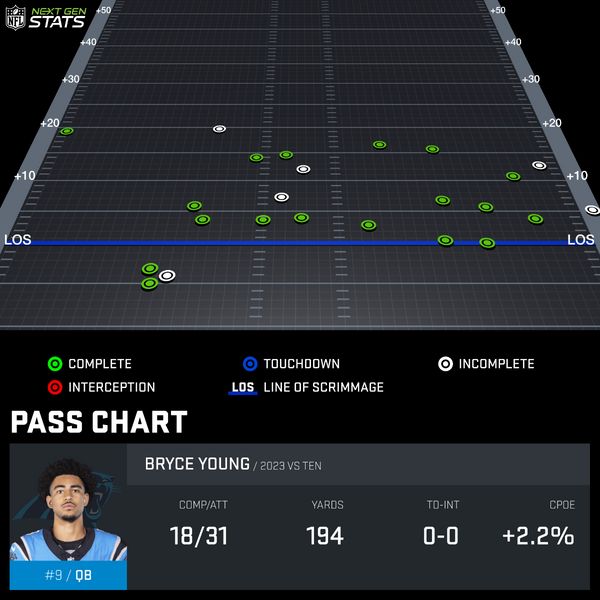 NFL NEXT GEN
STATS
+50 +50
+40 +40
+30 +30
+20 +20
+10 +10
LOS LOS
COMPLETE TOUCHDOWN INCOMPLETE
INTERCEPTION LOS LINE OF SCRIMMAGE
PASS CHART
BRYCE YOUNG / 2023 VS TEN
COMP/ATT YARDS TD-INT CPOE
18/31 194 0-0 +2.2%
#9 / QB